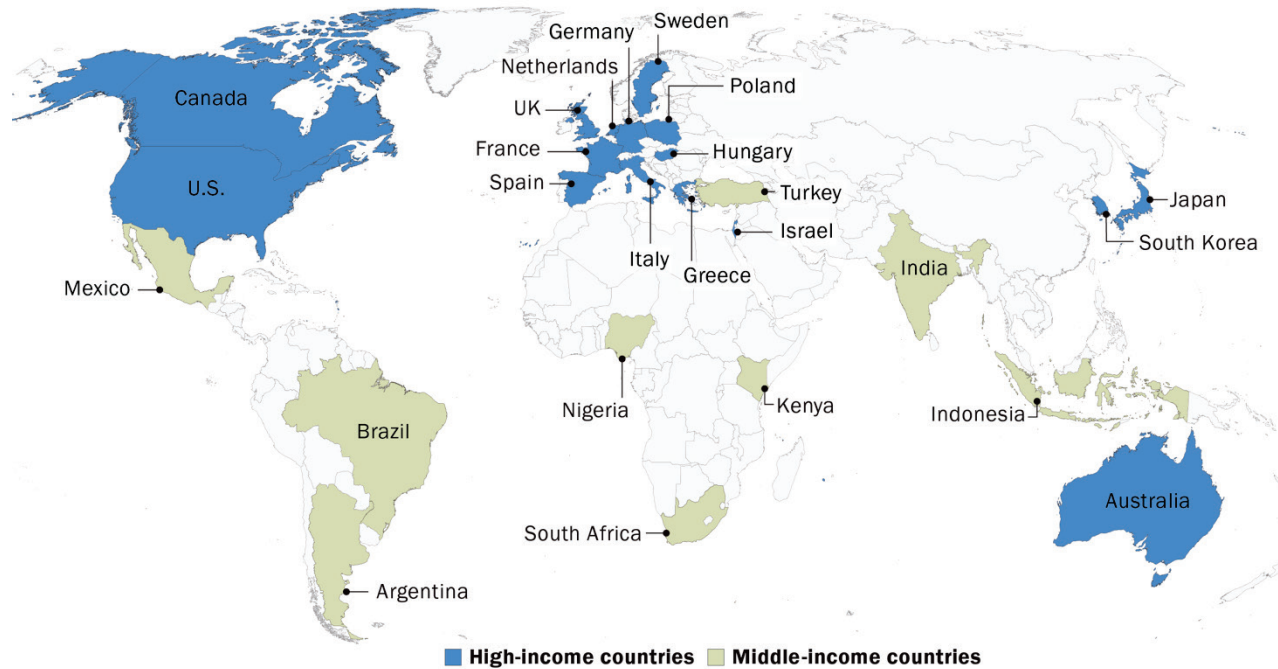 Sweden
Germany
Netherlands
Poland
Canada
UK
France
Hungary
U.S.
Spain
Turkey
Japan
Israel
South Korea
Italy
Greece
India
Mexico
Nigeria
Kenya
Indonesia
Brazil
Australia
South Africa
Argentina
High-income countries
Middle-income countries